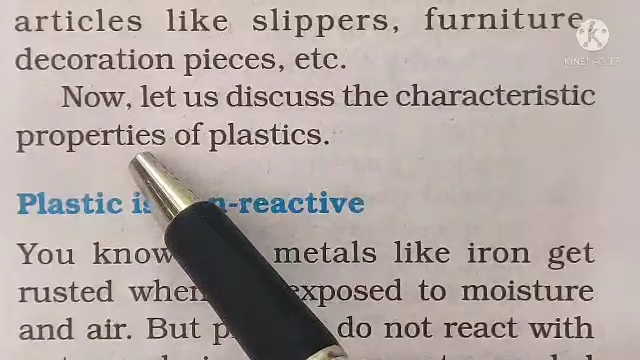 articles like slippers, furniture
decoration pieces, etc.
Now, let us discuss the characteristic
properties of plastics.
Plastic is -reactive
You know metals like iron get
rusted when exposed to moisture
and air. But do not react with